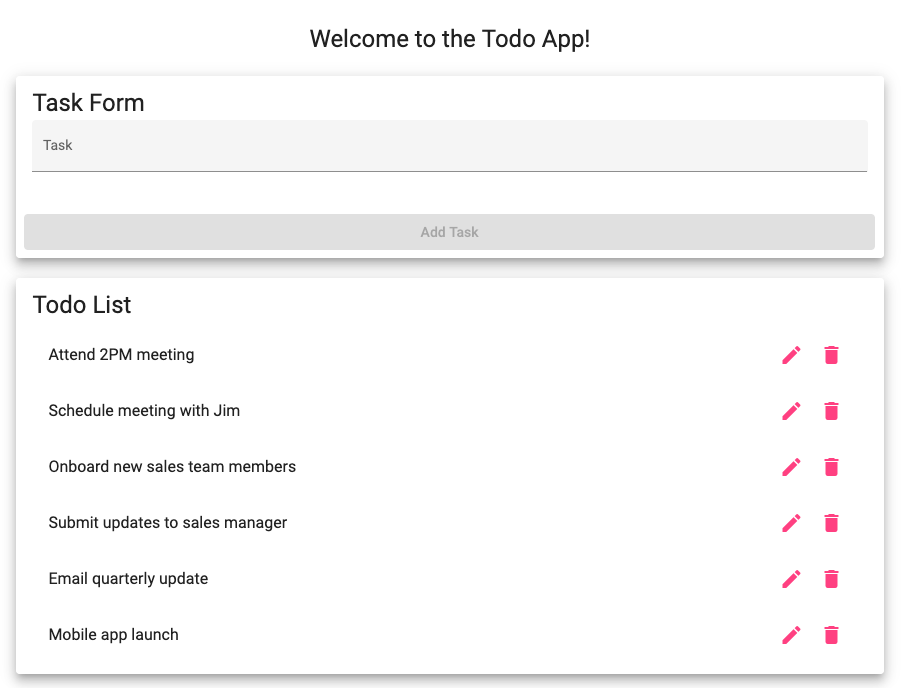 Welcome to the Todo App!
Task Form
Task
Add Task
Todo List
Attend 2PM meeting
Schedule meeting with Jim
Onboard new sales team members
Submit updates to sales manager
Email quarterly update
Mobile app launch